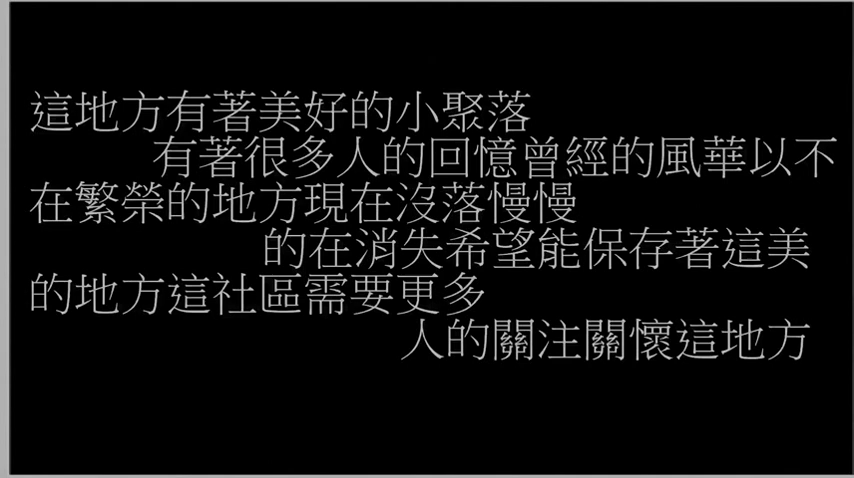 這地方有著美好的小聚落
有著很多人的回憶曾經的風華以不
在繁榮的地方現在沒落慢慢
的在消失希望能保存著這美
的地方這社區需要更多
人的關注關懷這地方